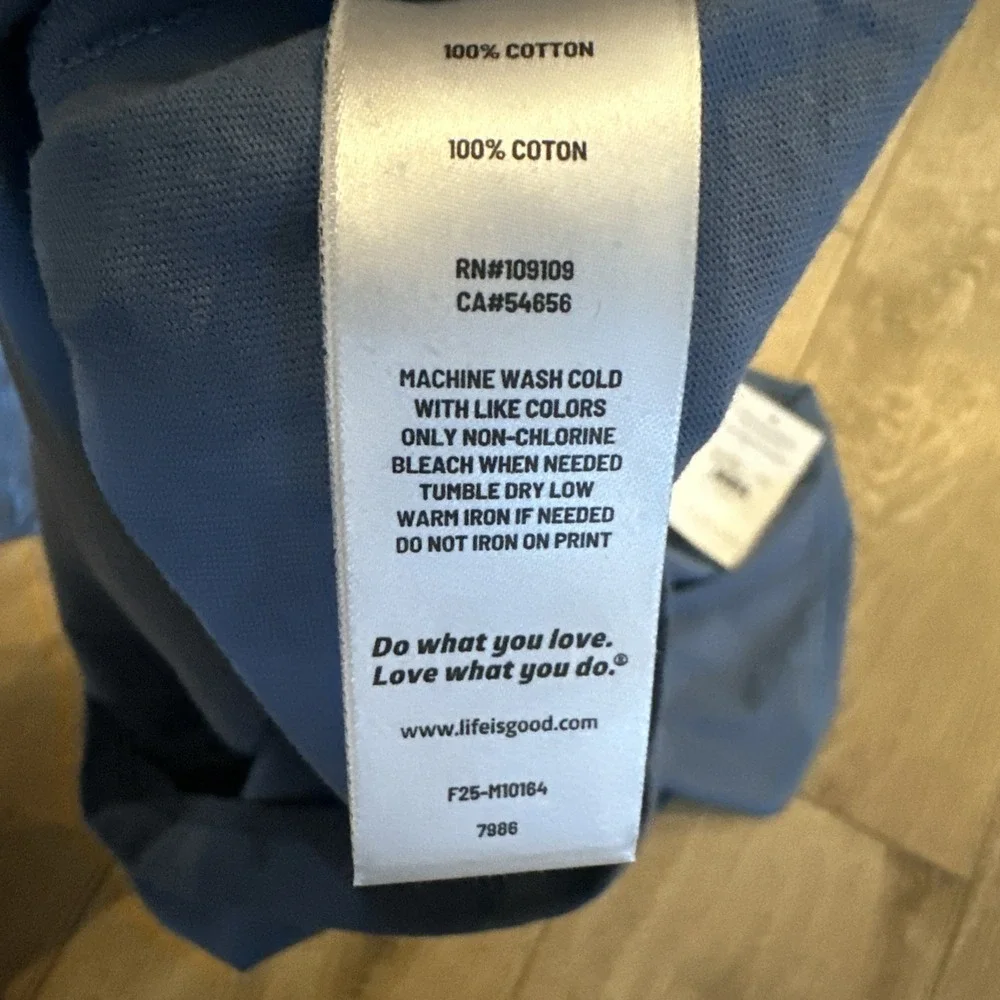 100% COTTON
100% COTON
RN#109109
CA#54656
MACHINE WASH COLD
WITH LIKE COLORS
ONLY NON-CHLORINE
BLEACH WHEN NEEDED
TUMBLE DRY LOW
WARM IRON IF NEEDED
DO NOT IRON ON PRINT
Do what you love.
Love what you do.®
www.lifeisgood.com
F25-M10164
7986